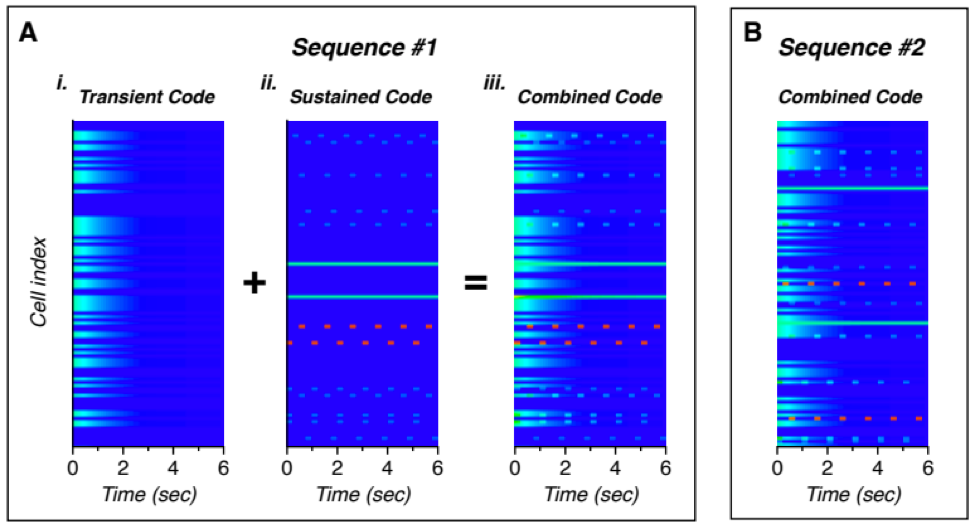 A
Sequence #1
i. Transient Code
ii. Sustained Code
iii. Combined Code
Cell index
+
=
0 2 4 6
Time (sec)
0 2 4 6
Time (sec)
0 2 4 6
Time (sec)
B
Sequence #2
Combined Code
0 2 4 6
Time (sec)